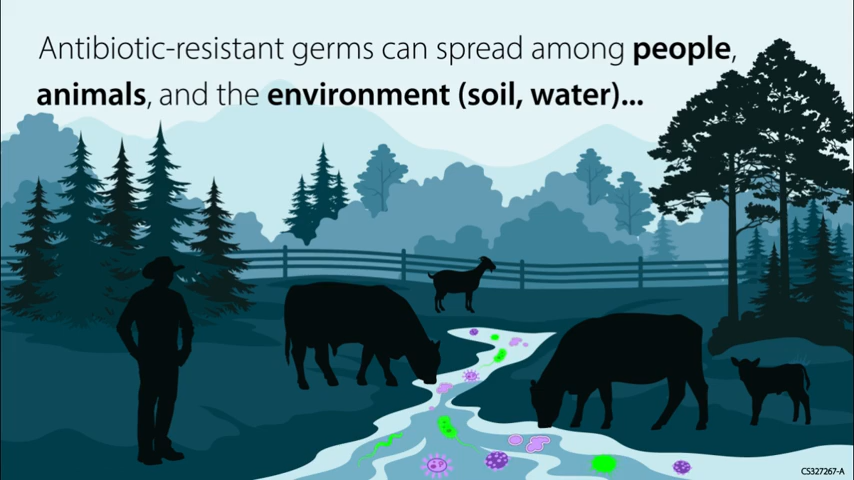 Antibiotic-resistant germs can spread among people,
animals, and the environment (soil, water)...
CS327267-A